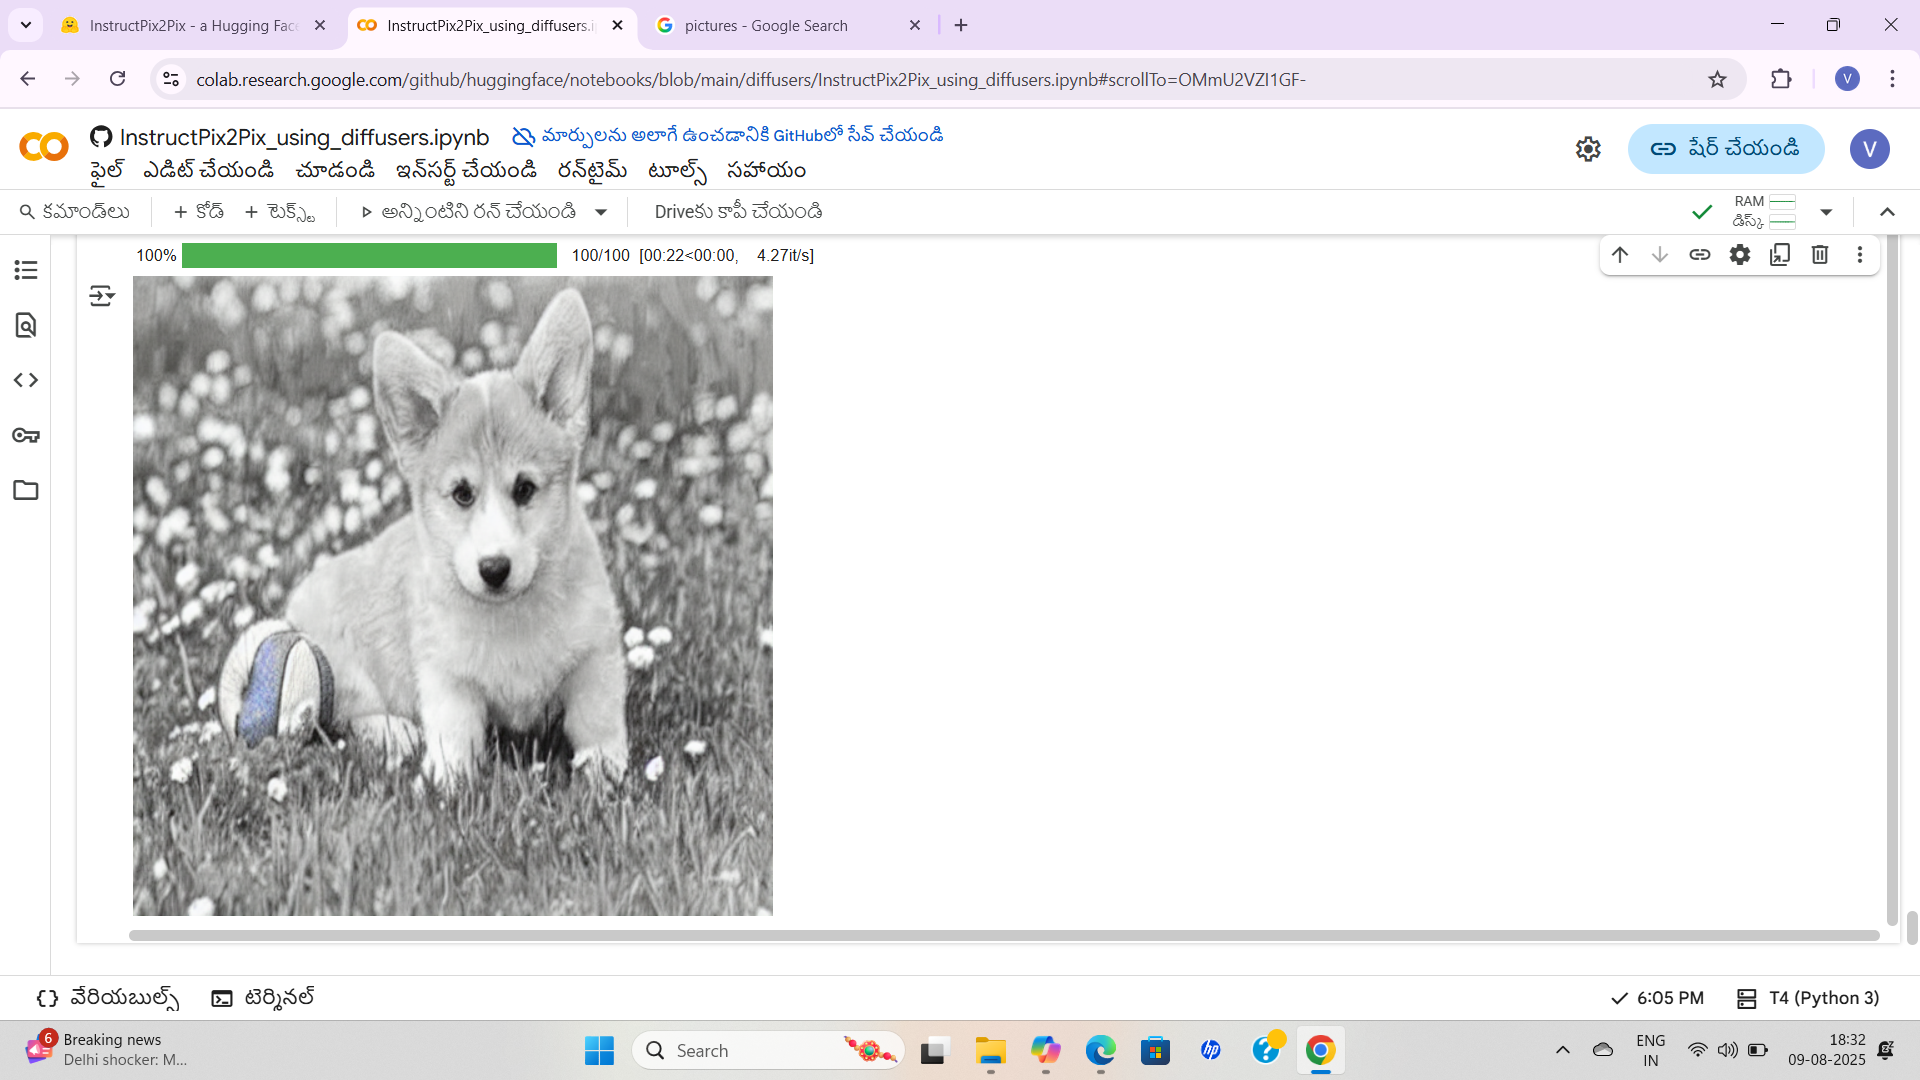 InstructPix2Pix - a Hugging Fac
InstructPix2Pix_using_diffusers.i
pictures - Google Search
colab.research.google.com/github/huggingface/notebooks/blob/main/diffusers/InstructPix2Pix_using_diffusers.ipynb#scrollTo=OMmU2VZI1GF-
V
InstructPix2Pix_using_diffusers.ipynb
మార్పులను అలాగే ఉంచడానికి GitHubలో సేవ్ చేయండి
ఫైల్ ఎడిట్ చేయండి చూడండి ఇన్‌సర్ట్ చేయండి రన్‌టైమ్ టూల్స్ సహాయం
షేర్ చేయండి
V
కమాండ్‌లు + కోడ్ + టెక్స్ట్ అన్నింటిని రన్ చేయండి Driveకు కాపీ చేయండి
RAM
డిస్క్
100% 100/100 [00:22<00:00, 4.27it/s]
వేరియబుల్స్ టెర్మినల్
6:05 PM T4 (Python 3)
6
Breaking news
Delhi shocker: M...
Search
hp
ENG
IN
18:32
09-08-2025